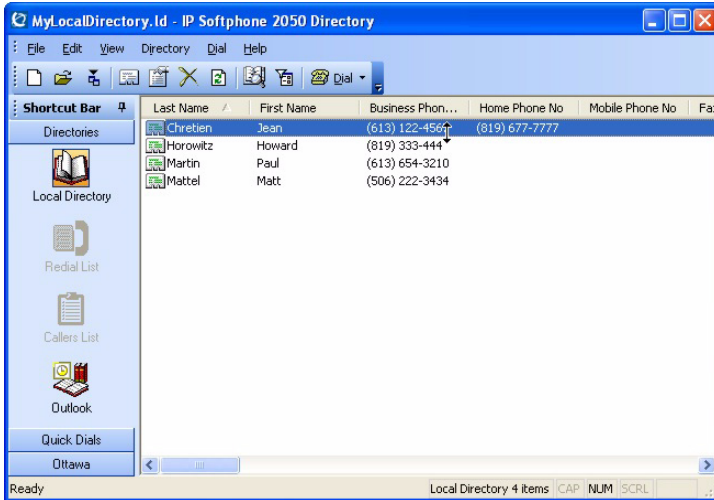 MyLocalDirectory.ld - IP Softphone 2050 Directory
File Edit View Directory Dial Help
Dial
Shortcut Bar
Last Name First Name Business Phon... Home Phone No Mobile Phone No Fa
Directories
Chretien Jean (613) 122-456 (819) 677-7777
Horowitz Howard (819) 333-444
Martin Paul (613) 654-3210
Mattel Matt (506) 222-3434
Local Directory
Redial List
Callers List
Outlook
Quick Dials
Ottawa
Ready Local Directory 4 items CAP NUM SCRL